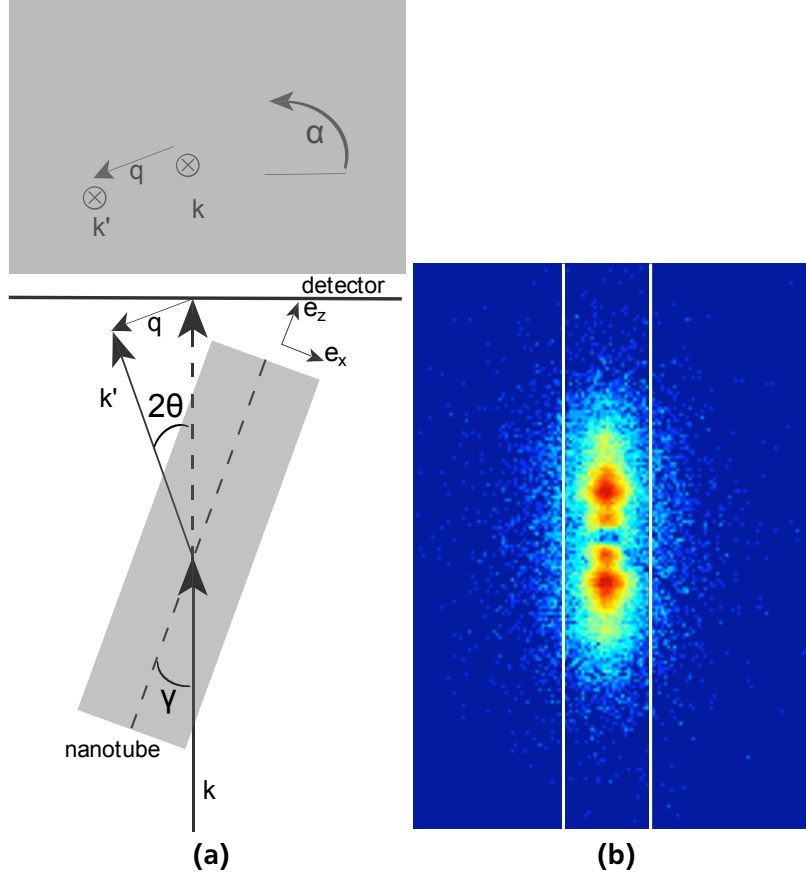 α
q
k
k'
detector
e_z
q
e_x
k'
2θ
γ
nanotube
k
(a)
(b)